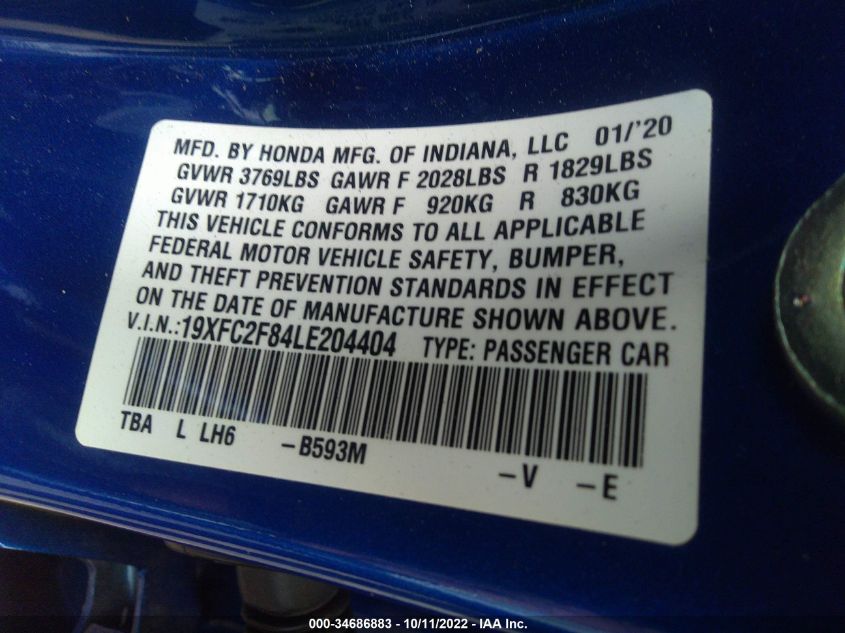 MFD. BY HONDA MFG. OF INDIANA, LLC 01/'20
GVWR 3769LBS GAWR F 2028LBS R 1829LBS
GVWR 1710KG GAWR F 920KG R 830KG
THIS VEHICLE CONFORMS TO ALL APPLICABLE
FEDERAL MOTOR VEHICLE SAFETY, BUMPER,
AND THEFT PREVENTION STANDARDS IN EFFECT
ON THE DATE OF MANUFACTURE SHOWN ABOVE.
V.I.N.:19XFC2F84LE204404 TYPE: PASSENGER CAR
TBA L LH6 -B593M -V -E
000-34686883 - 10/11/2022 - IAA Inc.